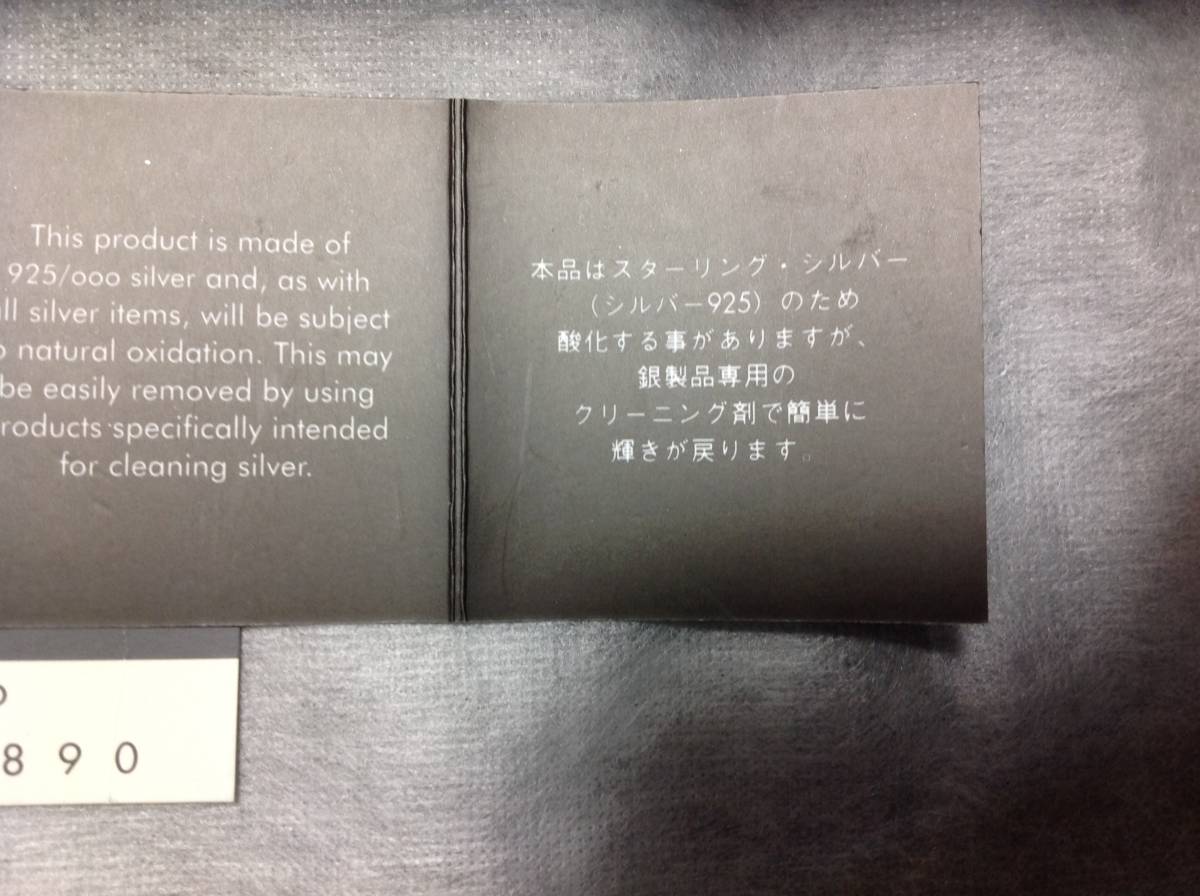 This product is made of
925/ooo silver and, as with
ll silver items, will be subject
o natural oxidation. This may
be easily removed by using
roducts specifically intended
for cleaning silver.
本品はスターリング・シルバー
（シルバー925）のため
酸化する事がありますが、
銀製品専用の
クリーニング剤で簡単に
輝きが戻ります。
8 9 0